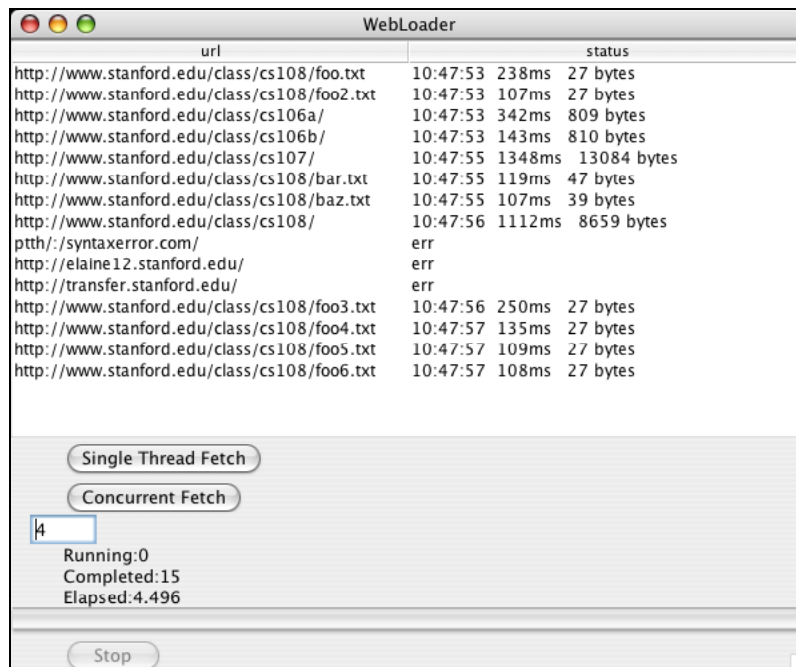 WebLoader
url status
http://www.stanford.edu/class/cs108/foo.txt 10:47:53 238ms 27 bytes
http://www.stanford.edu/class/cs108/foo2.txt 10:47:53 107ms 27 bytes
http://www.stanford.edu/class/cs106a/ 10:47:53 342ms 809 bytes
http://www.stanford.edu/class/cs106b/ 10:47:53 143ms 810 bytes
http://www.stanford.edu/class/cs107/ 10:47:55 1348ms 13084 bytes
http://www.stanford.edu/class/cs108/bar.txt 10:47:55 119ms 47 bytes
http://www.stanford.edu/class/cs108/baz.txt 10:47:55 107ms 39 bytes
http://www.stanford.edu/class/cs108/ 10:47:56 1112ms 8659 bytes
ptth/:/syntaxerror.com/ err
http://elaine12.stanford.edu/ err
http://transfer.stanford.edu/ err
http://www.stanford.edu/class/cs108/foo3.txt 10:47:56 250ms 27 bytes
http://www.stanford.edu/class/cs108/foo4.txt 10:47:57 135ms 27 bytes
http://www.stanford.edu/class/cs108/foo5.txt 10:47:57 109ms 27 bytes
http://www.stanford.edu/class/cs108/foo6.txt 10:47:57 108ms 27 bytes
Single Thread Fetch
Concurrent Fetch
4
Running:0
Completed:15
Elapsed:4.496
Stop